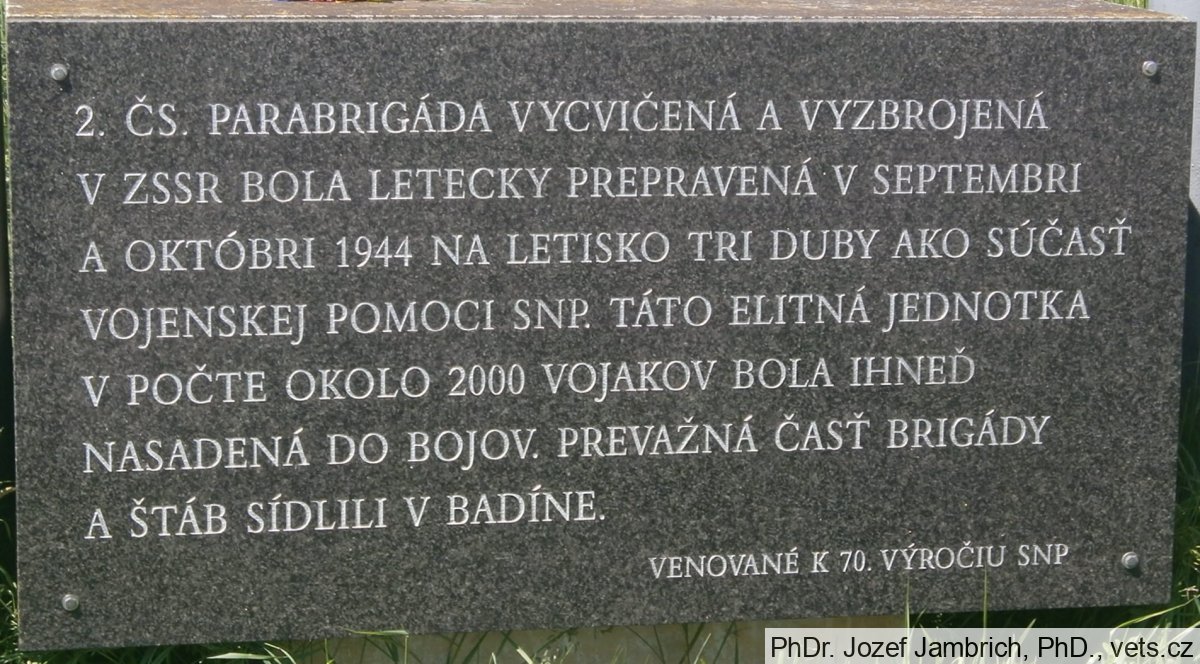 2. ČS. PARABRIGÁDA VYCVIČENÁ A VYZBROJENÁ
V ZSSR BOLA LETECKY PREPRAVENÁ V SEPTEMBRI
A OKTÓBRI 1944 NA LETISKO TRI DUBY AKO SÚČASŤ
VOJENSKEJ POMOCI SNP. TÁTO ELITNÁ JEDNOTKA
V POČTE OKOLO 2000 VOJAKOV BOLA IHNEĎ
NASADENÁ DO BOJOV. PREVAŽNÁ ČASŤ BRIGÁDY
A ŠTÁB SÍDLILI V BADÍNE.
VENOVANÉ K 70. VÝROČIU SNP
PhDr. Jozef Jambrich, PhD., vets.cz